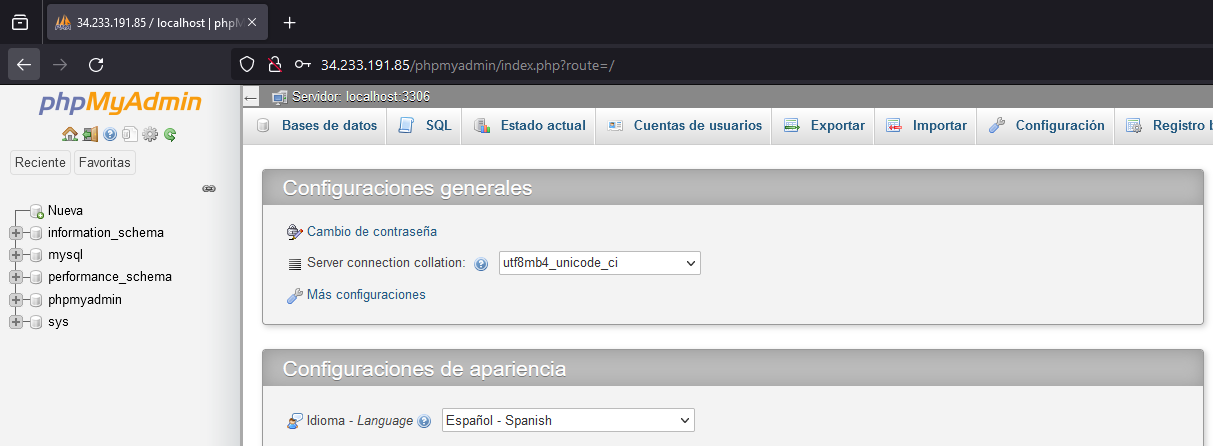 34.233.191.85 / localhost | phpM
34.233.191.85/phpmyadmin/index.php?route=/
phpMyAdmin
Reciente Favoritas
Nueva
information_schema
mysql
performance_schema
phpmyadmin
sys
Servidor: localhost:3306
Bases de datos SQL Estado actual Cuentas de usuarios Exportar Importar Configuración Registro b
Configuraciones generales
Cambio de contraseña
Server connection collation: utf8mb4_unicode_ci
Más configuraciones
Configuraciones de apariencia
Idioma - Language Español - Spanish